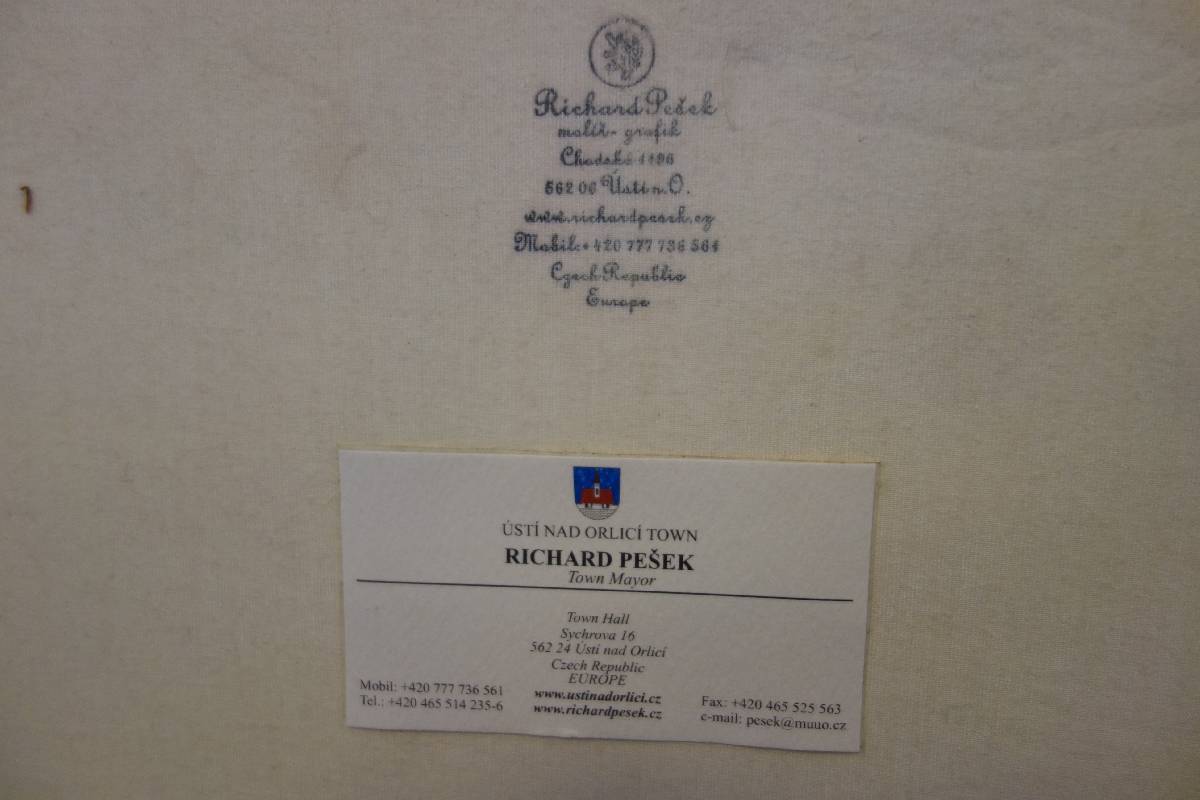 Richard Pešek
malíř - grafik
Chodská 1196
562 06 Ústí n. O.
www.richardpesek.cz
Mobil: +420 777 736 561
Czech Republic
Europe
ÚSTÍ NAD ORLICÍ TOWN
RICHARD PEŠEK
Town Mayor
Town Hall
Sychrova 16
562 24 Ústí nad Orlicí
Czech Republic
EUROPE
www.ustinadorlici.cz
www.richardpesek.cz
Mobil: +420 777 736 561
Tel.: +420 465 514 235-6
Fax: +420 465 525 563
e-mail: pesek@muuo.cz